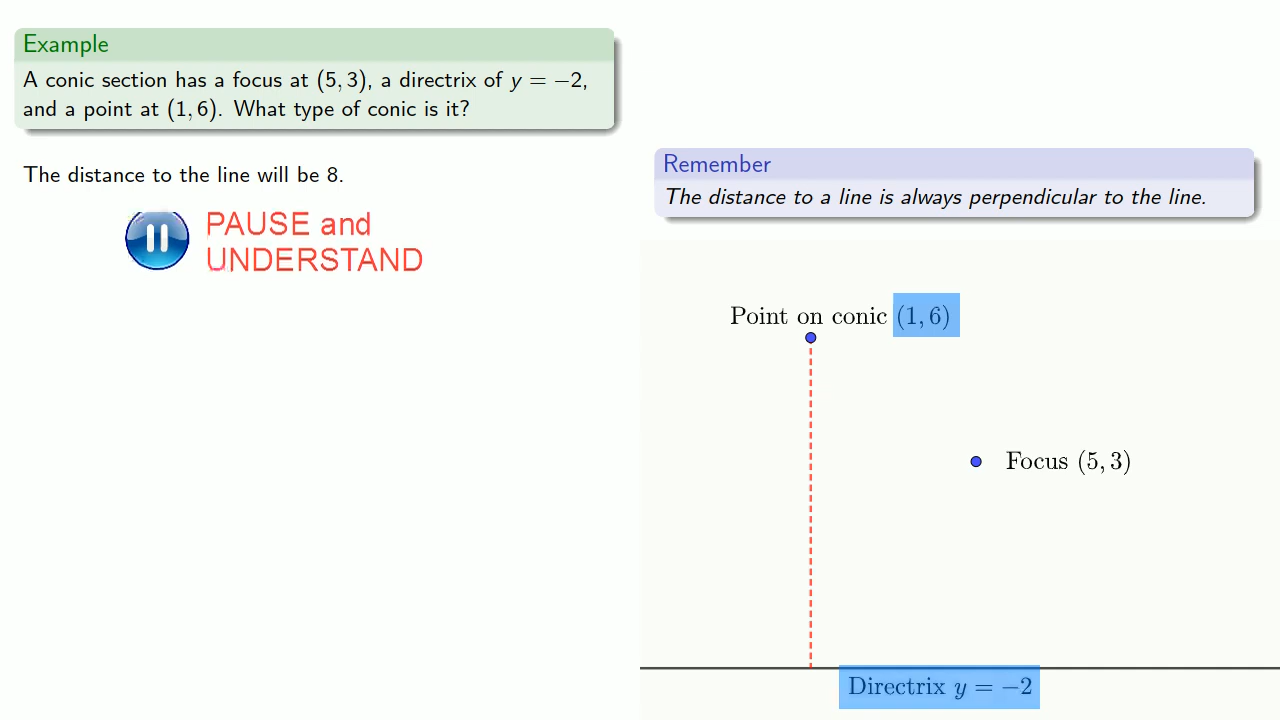 Example
A conic section has a focus at (5, 3), a directrix of y = −2,
and a point at (1, 6). What type of conic is it?
The distance to the line will be 8.
PAUSE and
UNDERSTAND
Remember
The distance to a line is always perpendicular to the line.
Point on conic (1, 6)
Focus (5, 3)
Directrix y = −2